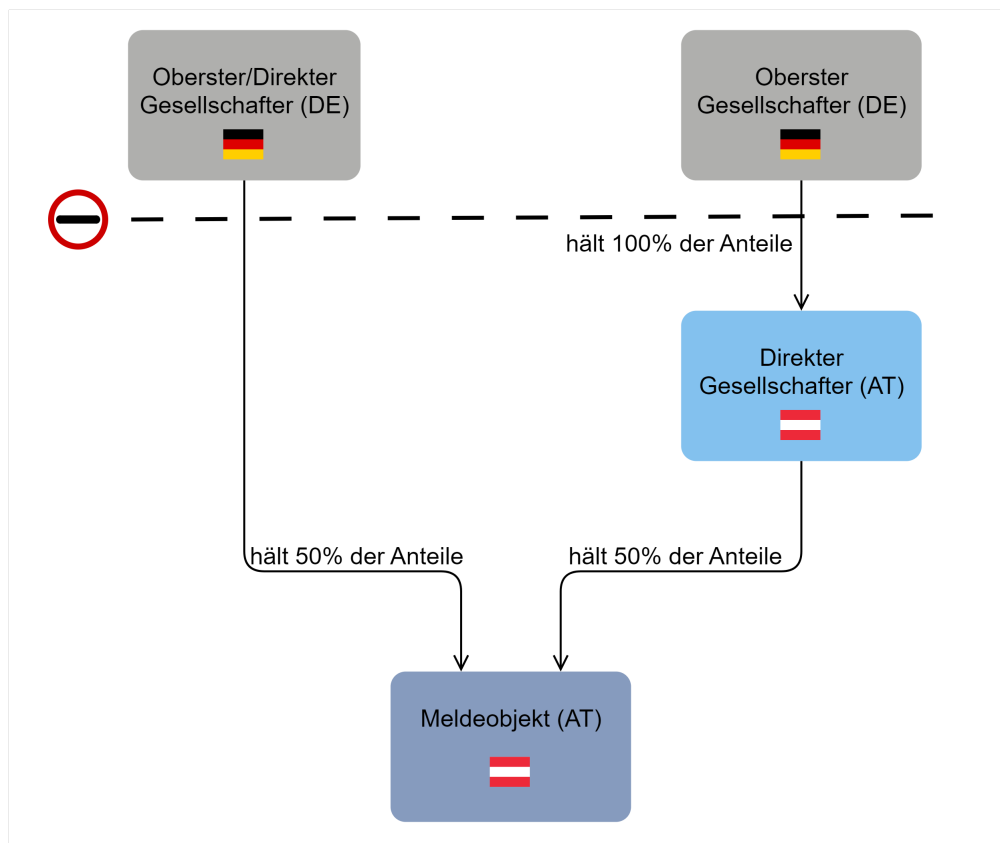 Oberster/Direkter
Gesellschafter (DE)
Oberster
Gesellschafter (DE)
hält 100% der Anteile
Direkter
Gesellschafter (AT)
hält 50% der Anteile
hält 50% der Anteile
Meldeobjekt (AT)